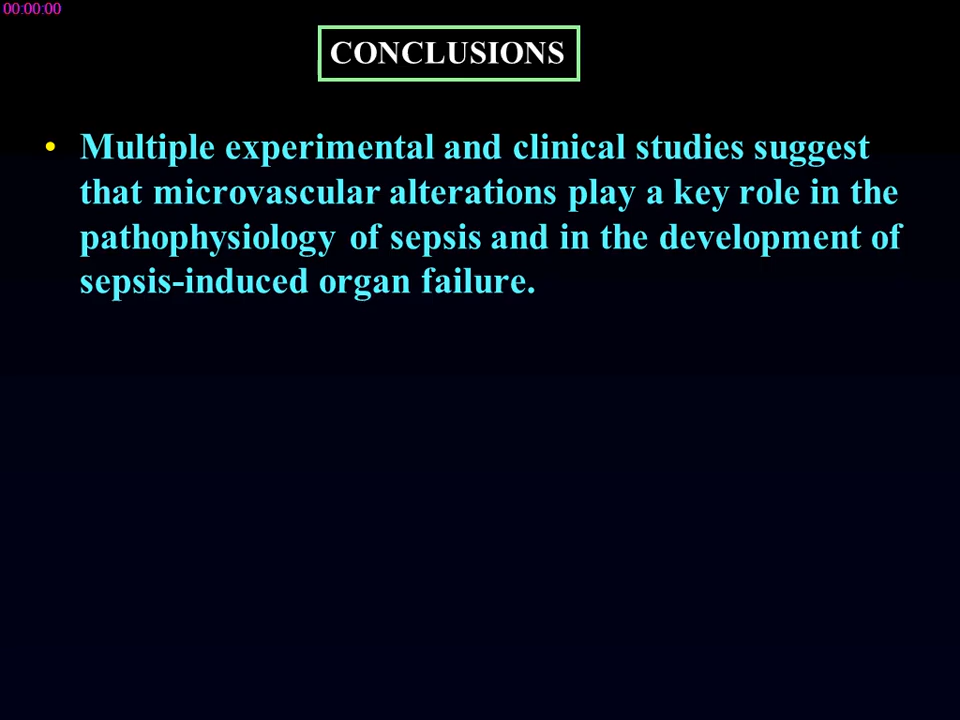 00:00:00
CONCLUSIONS
• Multiple experimental and clinical studies suggest
that microvascular alterations play a key role in the
pathophysiology of sepsis and in the development of
sepsis-induced organ failure.